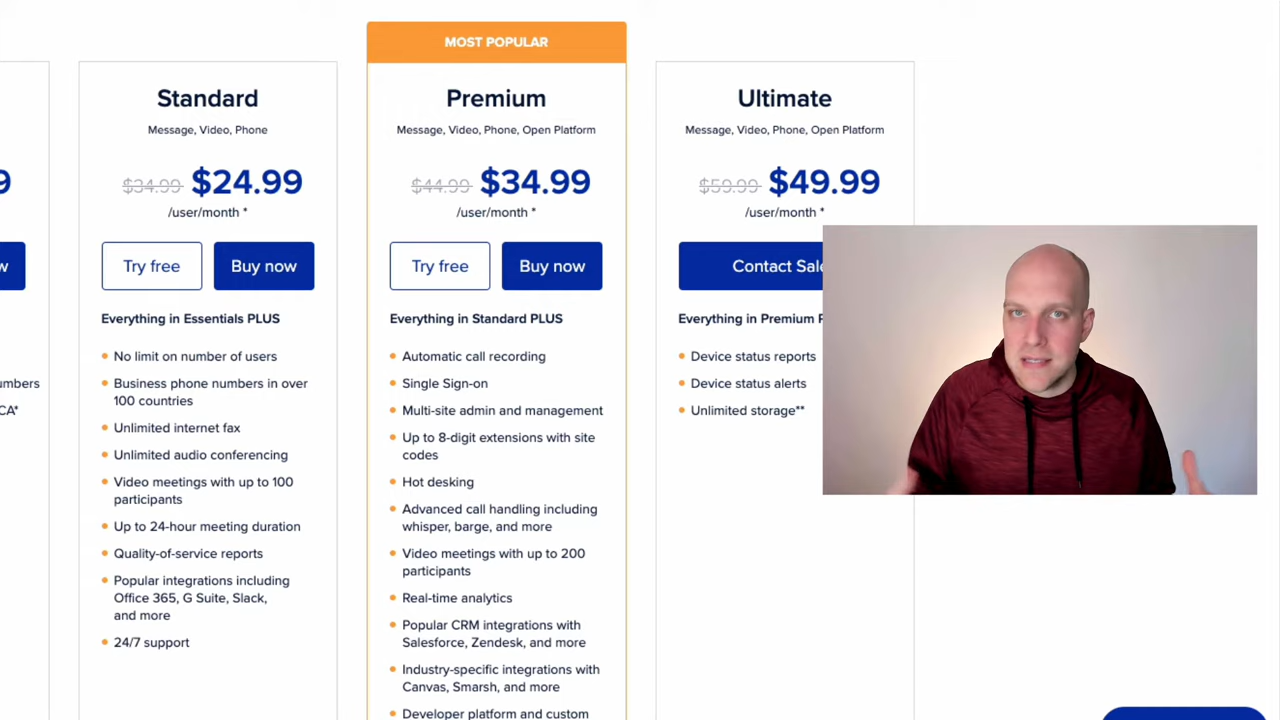 9
w
umbers
CA*
Standard
Message, Video, Phone
$34.99 $24.99
/user/month *
Try free
Buy now
Everything in Essentials PLUS
No limit on number of users
Business phone numbers in over
100 countries
Unlimited internet fax
Unlimited audio conferencing
Video meetings with up to 100
participants
Up to 24-hour meeting duration
Quality-of-service reports
Popular integrations including
Office 365, G Suite, Slack,
and more
24/7 support
MOST POPULAR
Premium
Message, Video, Phone, Open Platform
$44.99 $34.99
/user/month *
Try free
Buy now
Everything in Standard PLUS
Automatic call recording
Single Sign-on
Multi-site admin and management
Up to 8-digit extensions with site
codes
Hot desking
Advanced call handling including
whisper, barge, and more
Video meetings with up to 200
participants
Real-time analytics
Popular CRM integrations with
Salesforce, Zendesk, and more
Industry-specific integrations with
Canvas, Smarsh, and more
Developer platform and custom
Ultimate
Message, Video, Phone, Open Platform
$59.99 $49.99
/user/month *
Contact Sale
Everything in Premium P
Device status reports
Device status alerts
Unlimited storage**